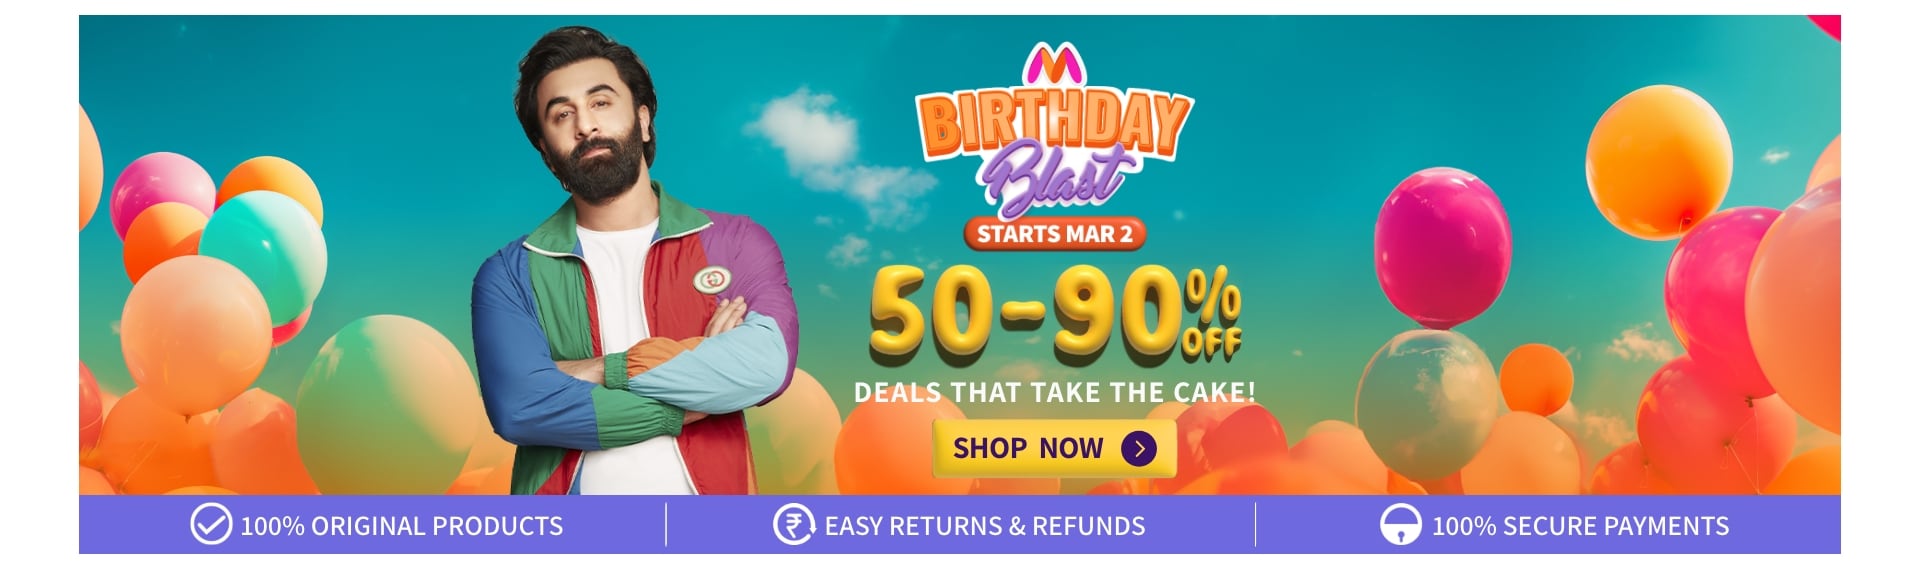 BIRTHDAY
Blast
STARTS MAR 2
50-90% OFF
DEALS THAT TAKE THE CAKE!
SHOP NOW
100% ORIGINAL PRODUCTS
EASY RETURNS & REFUNDS
100% SECURE PAYMENTS